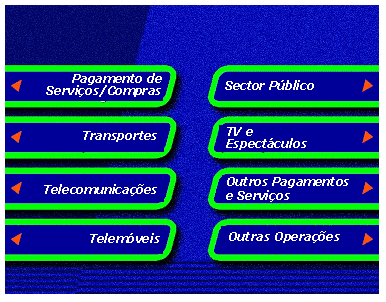 Pagamento de
Serviços/Compras
Sector Público
Transportes
TV e
Espectáculos
Telecomunicações
Outros Pagamentos
e Serviços
Telemóveis
Outras Operações